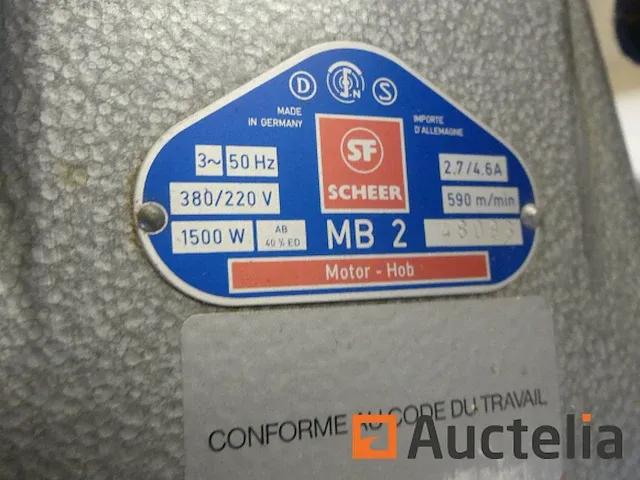 D N S
MADE
IN GERMANY
IMPORTE
D'ALLEMAGNE
SF
SCHEER
3~ 50 Hz
2.7/4.6A
380/220 V
590 m/min
1500 W
AB
40 % ED
MB 2
Motor - Hob
CONFORME AU CODE DU TRAVAIL
Auctelia